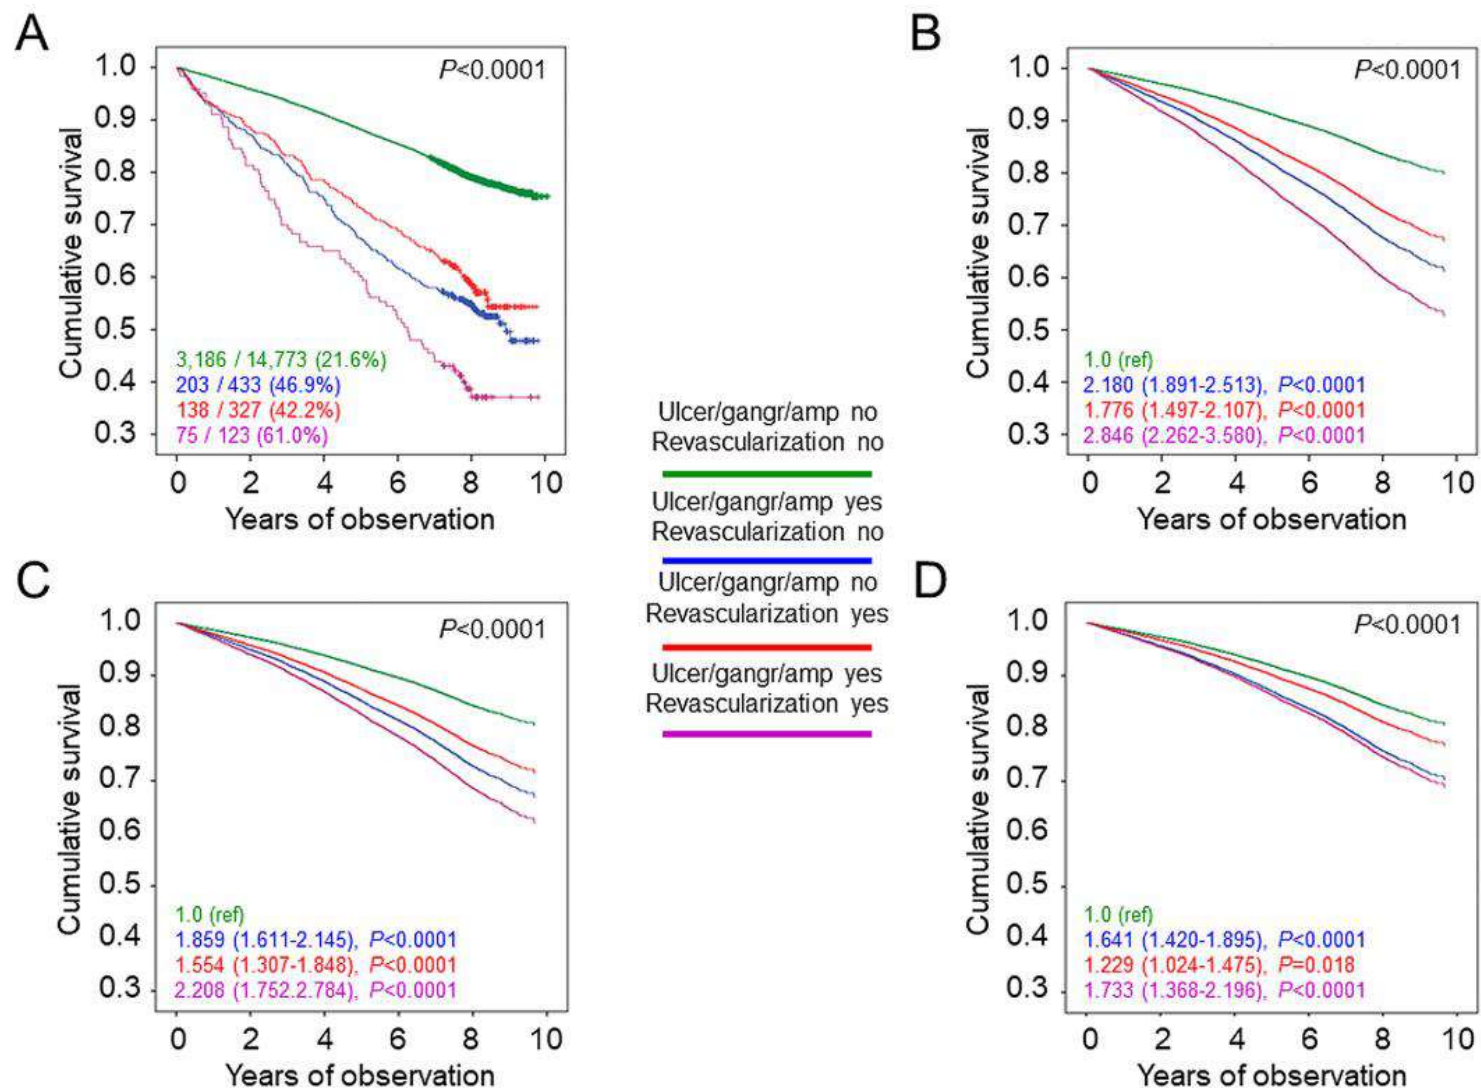 A
P<0.0001
1.0
0.9
0.8
0.7
0.6
0.5
0.4
0.3
Cumulative survival
3,186 / 14,773 (21.6%)
203 / 433 (46.9%)
138 / 327 (42.2%)
75 / 123 (61.0%)
0 2 4 6 8 10
Years of observation
B
P<0.0001
1.0
0.9
0.8
0.7
0.6
0.5
0.4
0.3
Cumulative survival
1.0 (ref)
2.180 (1.891-2.513), P<0.0001
1.776 (1.497-2.107), P<0.0001
2.846 (2.262-3.580), P<0.0001
0 2 4 6 8 10
Years of observation
Ulcer/gangr/amp no
Revascularization no
Ulcer/gangr/amp yes
Revascularization no
Ulcer/gangr/amp no
Revascularization yes
Ulcer/gangr/amp yes
Revascularization yes
C
P<0.0001
1.0
0.9
0.8
0.7
0.6
0.5
0.4
0.3
Cumulative survival
1.0 (ref)
1.859 (1.611-2.145), P<0.0001
1.554 (1.307-1.848), P<0.0001
2.208 (1.752.2.784), P<0.0001
0 2 4 6 8 10
Years of observation
D
P<0.0001
1.0
0.9
0.8
0.7
0.6
0.5
0.4
0.3
Cumulative survival
1.0 (ref)
1.641 (1.420-1.895), P<0.0001
1.229 (1.024-1.475), P=0.018
1.733 (1.368-2.196), P<0.0001
0 2 4 6 8 10
Years of observation